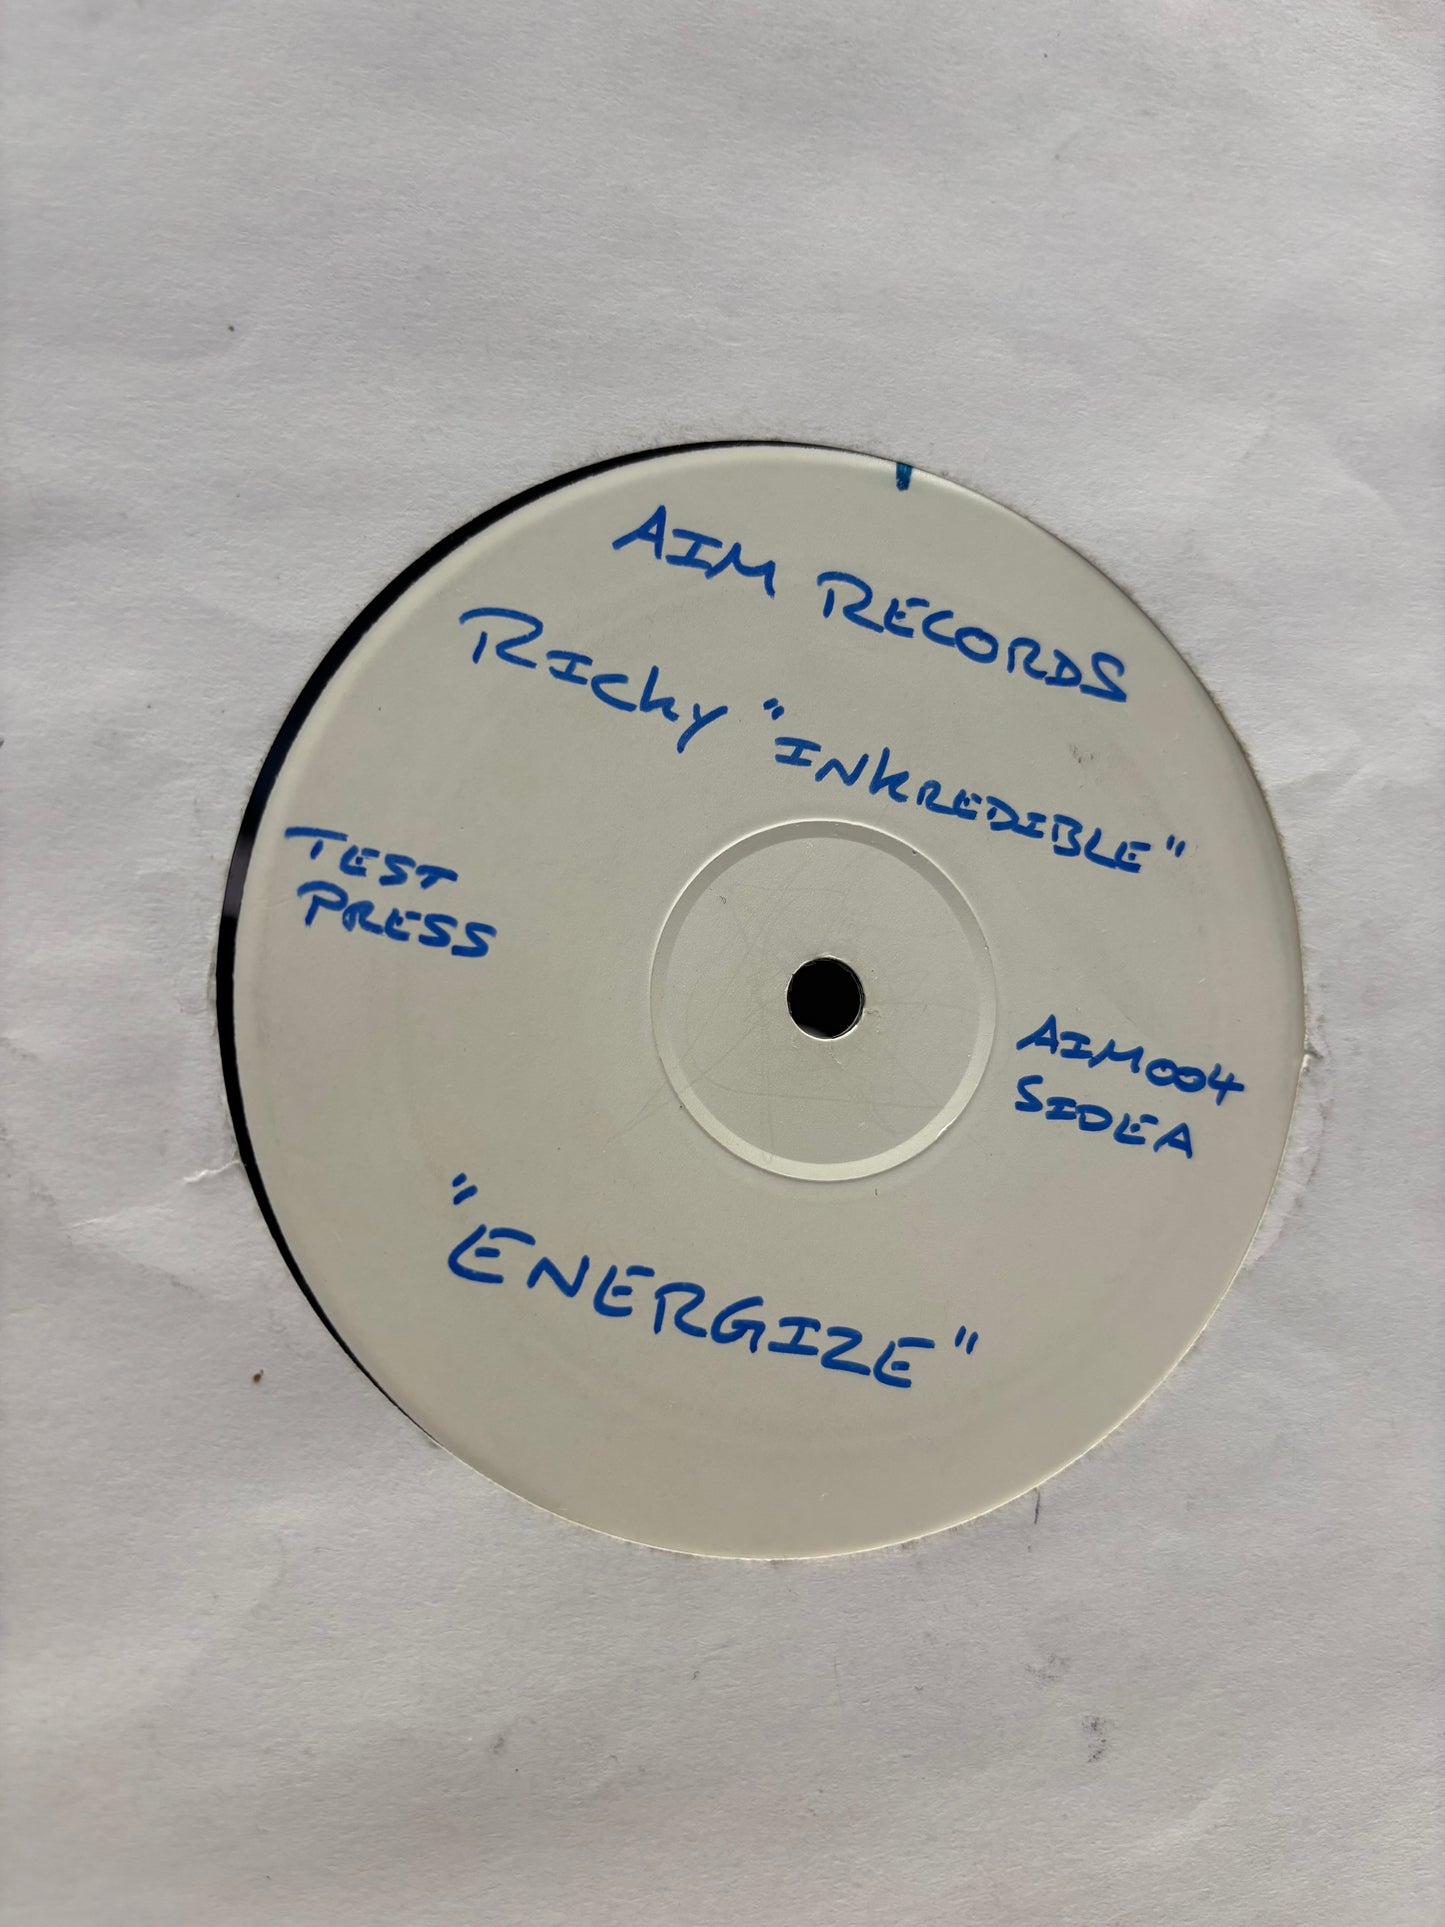 AIM RECORDS
RICKY "INKREDIBLE"
TEST
PRESS
AIM004
SIDE A
"ENERGIZE"